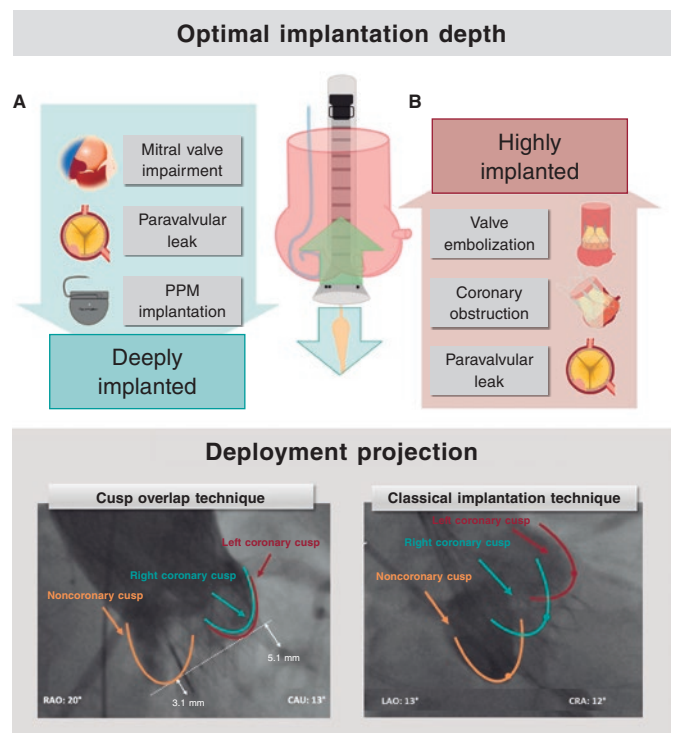 Optimal implantation depth
A
Mitral valve
impairment
Paravalvular
leak
PPM
implantation
Deeply
implanted
B
Highly
implanted
Valve
embolization
Coronary
obstruction
Paravalvular
leak
Deployment projection
Cusp overlap technique
Left coronary cusp
Right coronary cusp
Noncoronary cusp
5.1 mm
3.1 mm
RAO: 20°
CAU: 13°
Classical implantation technique
Left coronary cusp
Right coronary cusp
Noncoronary cusp
LAO: 13°
CRA: 12°